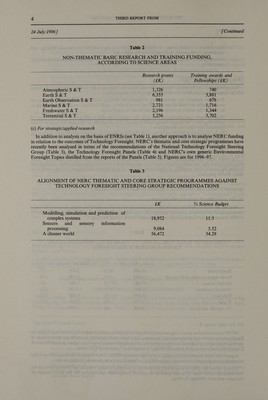 4
THIRD REPORT FROM
24 July 1996]
[Continued
Table 2
NON-THEMATIC BASIC RESEARCH AND TRAINING FUNDING,
ACCORDING TO SCIENCE AREAS
Research grants
(£K)
Training awards and
Fellowships (£K)
Atmospheric S & T 1,326 740
Earth S & T 6,335 3,801
Earth Observation S & T 981 676
Marine S & T 2,721 1,716
Freshwater S & T 2,196 1,344
Terrestrial S & T 5,256 3,702
(c) For strategic/applied research
In addition to analysis on the basis of ENRIs (see Table 1), another approach is to analyse NERC funding
in relation to the outcomes of Technology Foresight. NERC's thematic and core strategic programmes have
recently been analysed in terms of the recommendations of the National Technology Foresight Steering
Group (Table 3), the Technology Foresight Panels (Table 4) and NERC's own generic Environmental
Foresight Topics distilled from the reports of the Panels (Table 5). Figures are for 1996–97.
Table 3
ALIGNMENT OF NERC THEMATIC AND CORE STRATEGIC PROGRAMMES AGAINST
TECHNOLOGY FORESIGHT STEERING GROUP RECOMMENDATIONS
£K % Science Budget
Modelling, simulation and prediction of
complex systems 18,952 11.5
Sensors and sensory information
processing 9,084 5.52
A cleaner world 56,472 34.28